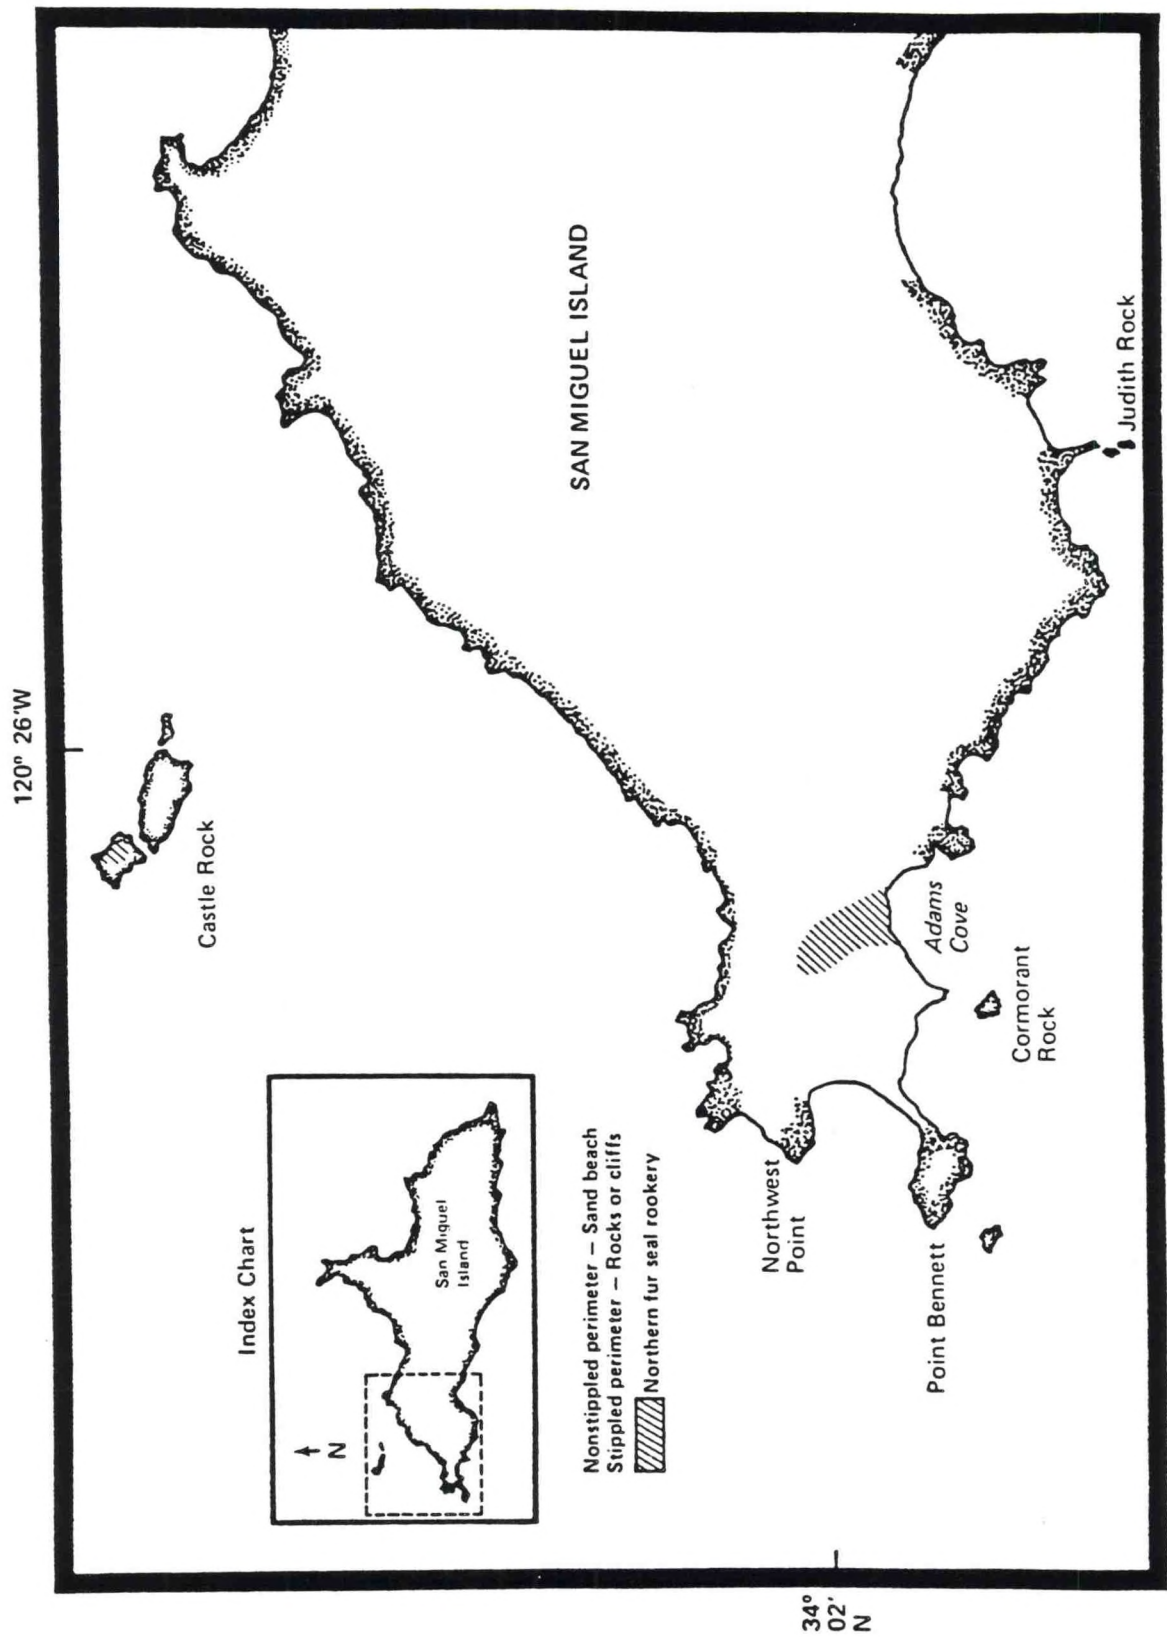 120° 26'W
Castle Rock
SAN MIGUEL ISLAND
Index Chart
N
San Miguel
Island
Nonstippled perimeter – Sand beach
Stippled perimeter – Rocks or cliffs
Northern fur seal rookery
34°
02'
N
Northwest
Point
Point Bennett
Adams
Cove
Cormorant
Rock
Judith Rock